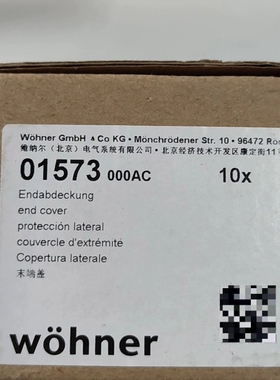 Wöhner GmbH & Co KG • Mönchrödener Str. 10 • 96472 Rö
维纳尔（北京）电气系统有限公司 • 北京经济技术开发区康定街11
01573 000AC 10x
Endabdeckung
end cover
protección lateral
couvercle d'extrémité
Copertura laterale
末端盖
wöhner